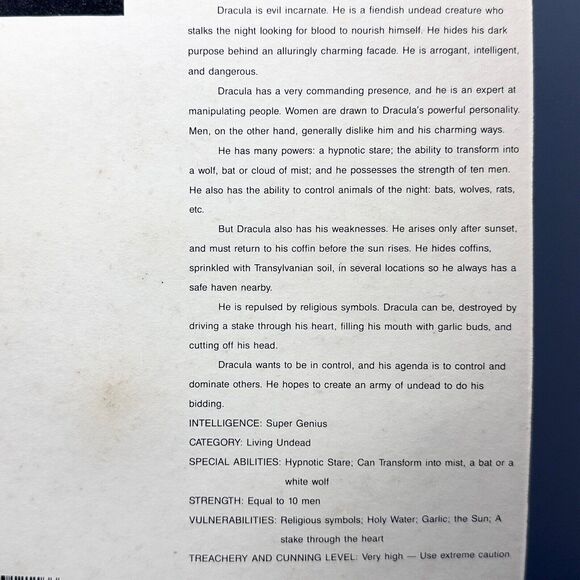 Dracula is evil incarnate. He is a fiendish undead creature who
stalks the night looking for blood to nourish himself. He hides his dark
purpose behind an alluringly charming facade. He is arrogant, intelligent,
and dangerous.
Dracula has a very commanding presence, and he is an expert at
manipulating people. Women are drawn to Dracula's powerful personality.
Men, on the other hand, generally dislike him and his charming ways.
He has many powers: a hypnotic stare; the ability to transform into
a wolf, bat or cloud of mist; and he possesses the strength of ten men.
He also has the ability to control animals of the night: bats, wolves, rats,
etc.
But Dracula also has his weaknesses. He arises only after sunset,
and must return to his coffin before the sun rises. He hides coffins,
sprinkled with Transylvanian soil, in several locations so he always has a
safe haven nearby.
He is repulsed by religious symbols. Dracula can be, destroyed by
driving a stake through his heart, filling his mouth with garlic buds, and
cutting off his head.
Dracula wants to be in control, and his agenda is to control and
dominate others. He hopes to create an army of undead to do his
bidding.
INTELLIGENCE: Super Genius
CATEGORY: Living Undead
SPECIAL ABILITIES: Hypnotic Stare; Can Transform into mist, a bat or a
white wolf
STRENGTH: Equal to 10 men
VULNERABILITIES: Religious symbols; Holy Water; Garlic; the Sun; A
stake through the heart
TREACHERY AND CUNNING LEVEL: Very high — Use extreme caution